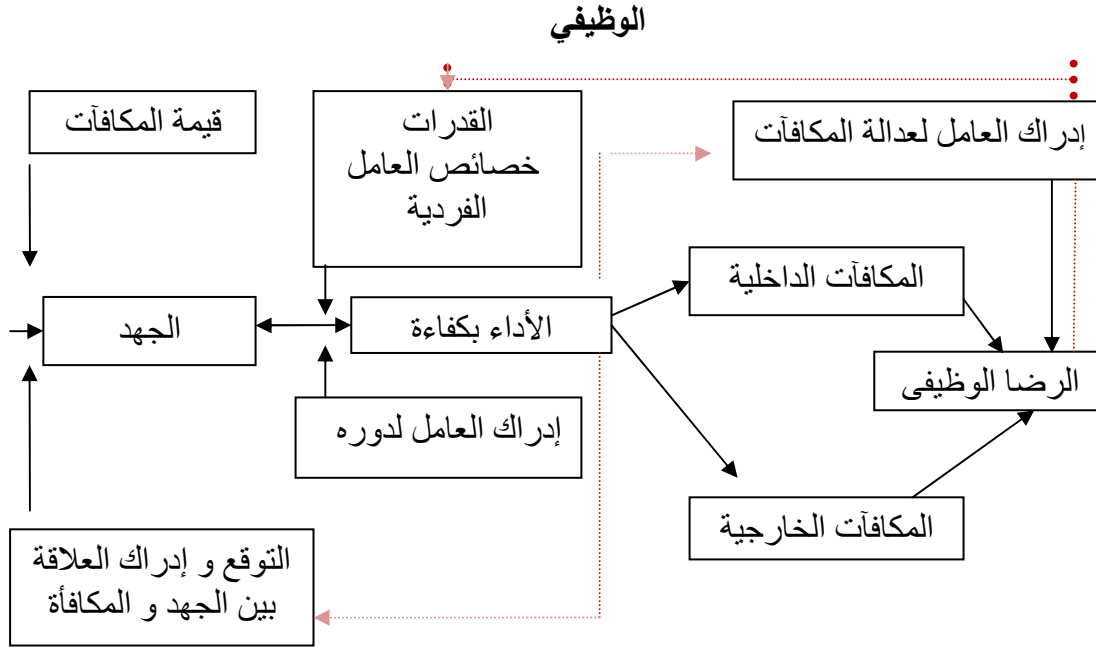 الوظيفي
قيمة المكافآت
القدرات
خصائص العامل
الفردية
إدراك العامل لعدالة المكافآت
المكافآت الداخلية
الجهد
الأداء بكفاءة
الرضا الوظيفى
إدراك العامل لدوره
المكافآت الخارجية
التوقع و إدراك العلاقة
بين الجهد و المكافأة